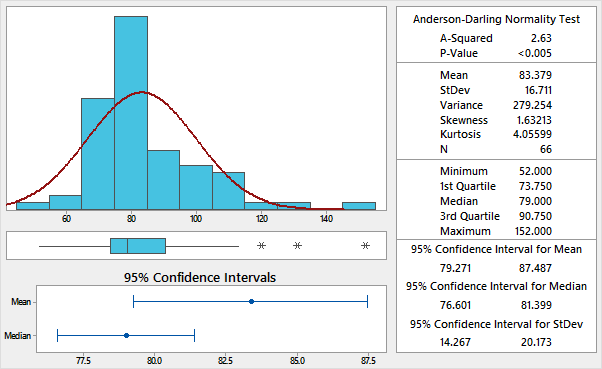 60 80 100 120 140
95% Confidence Intervals
Mean
Median
77.5 80.0 82.5 85.0 87.5
Anderson-Darling Normality Test
A-Squared 2.63
P-Value <0.005
Mean 83.379
StDev 16.711
Variance 279.254
Skewness 1.63213
Kurtosis 4.05599
N 66
Minimum 52.000
1st Quartile 73.750
Median 79.000
3rd Quartile 90.750
Maximum 152.000
95% Confidence Interval for Mean
79.271 87.487
95% Confidence Interval for Median
76.601 81.399
95% Confidence Interval for StDev
14.267 20.173